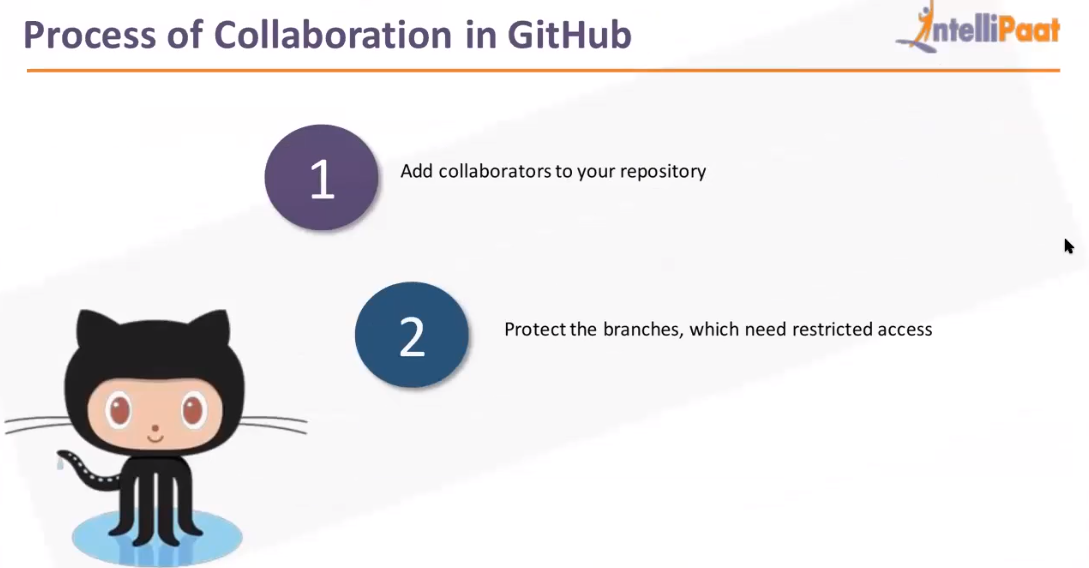 Process of Collaboration in GitHub
IntelliPaat
1
Add collaborators to your repository
2
Protect the branches, which need restricted access